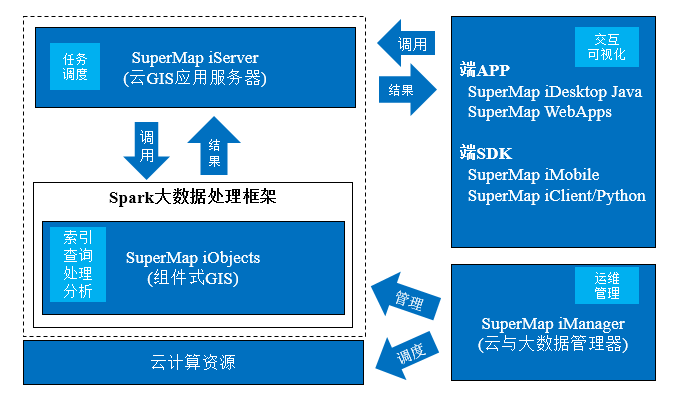 任务
调度
SuperMap iServer
(云GIS应用服务器)
调用
结果
交互
可视化
端APP
SuperMap iDesktop Java
SuperMap WebApps
端SDK
SuperMap iMobile
SuperMap iClient/Python
调
用
结
果
Spark大数据处理框架
索引
查询
处理
分析
SuperMap iObjects
(组件式GIS)
管理
调度
运维
管理
SuperMap iManager
(云与大数据管理器)
云计算资源